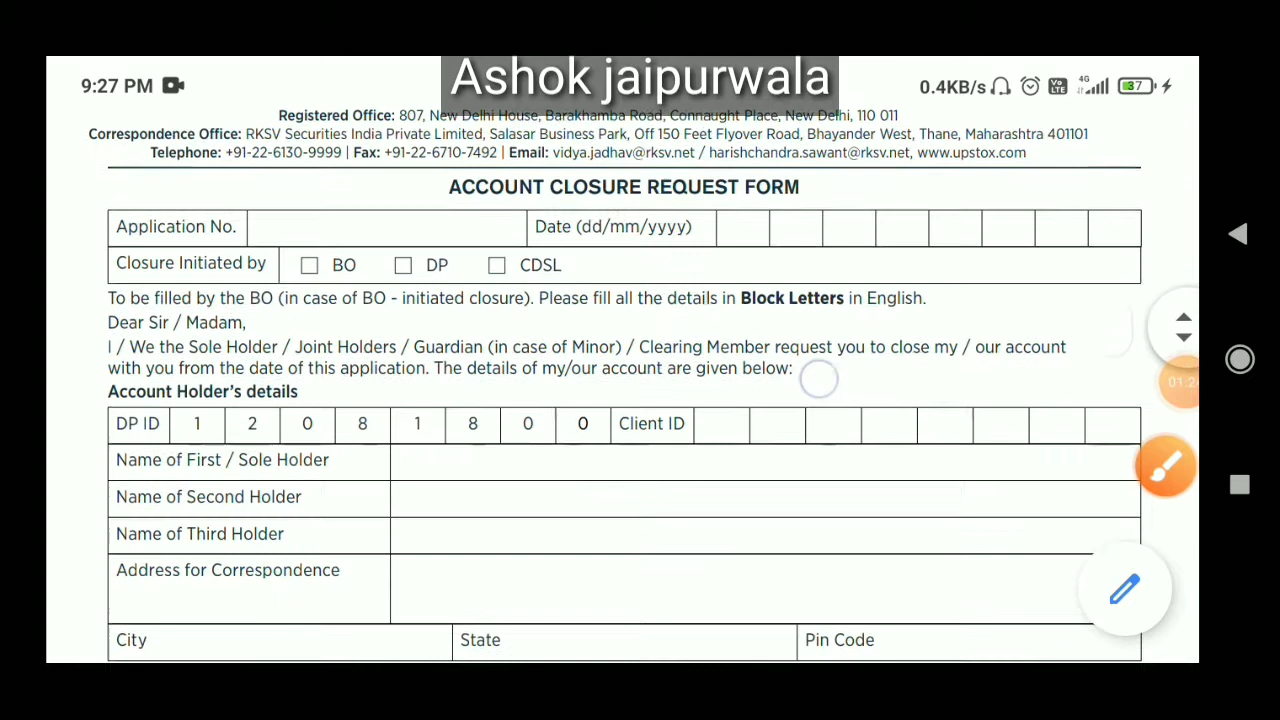 Ashok jaipurwala
9:27 PM
0.4KB/s
Vo LTE
4G
37
Registered Office: 807, New Delhi House, Barakhamba Road, Connaught Place, New Delhi, 110 011
Correspondence Office: RKSV Securities India Private Limited, Salasar Business Park, Off 150 Feet Flyover Road, Bhayander West, Thane, Maharashtra 401101
Telephone: +91-22-6130-9999 | Fax: +91-22-6710-7492 | Email: vidya.jadhav@rksv.net / harishchandra.sawant@rksv.net, www.upstox.com
ACCOUNT CLOSURE REQUEST FORM
Application No. Date (dd/mm/yyyy)
Closure Initiated by BO DP CDSL
To be filled by the BO (in case of BO - initiated closure). Please fill all the details in Block Letters in English.
Dear Sir / Madam,
I / We the Sole Holder / Joint Holders / Guardian (in case of Minor) / Clearing Member request you to close my / our account
with you from the date of this application. The details of my/our account are given below:
Account Holder's details
DP ID 1 2 0 8 1 8 0 0 Client ID
Name of First / Sole Holder
Name of Second Holder
Name of Third Holder
Address for Correspondence
City State Pin Code